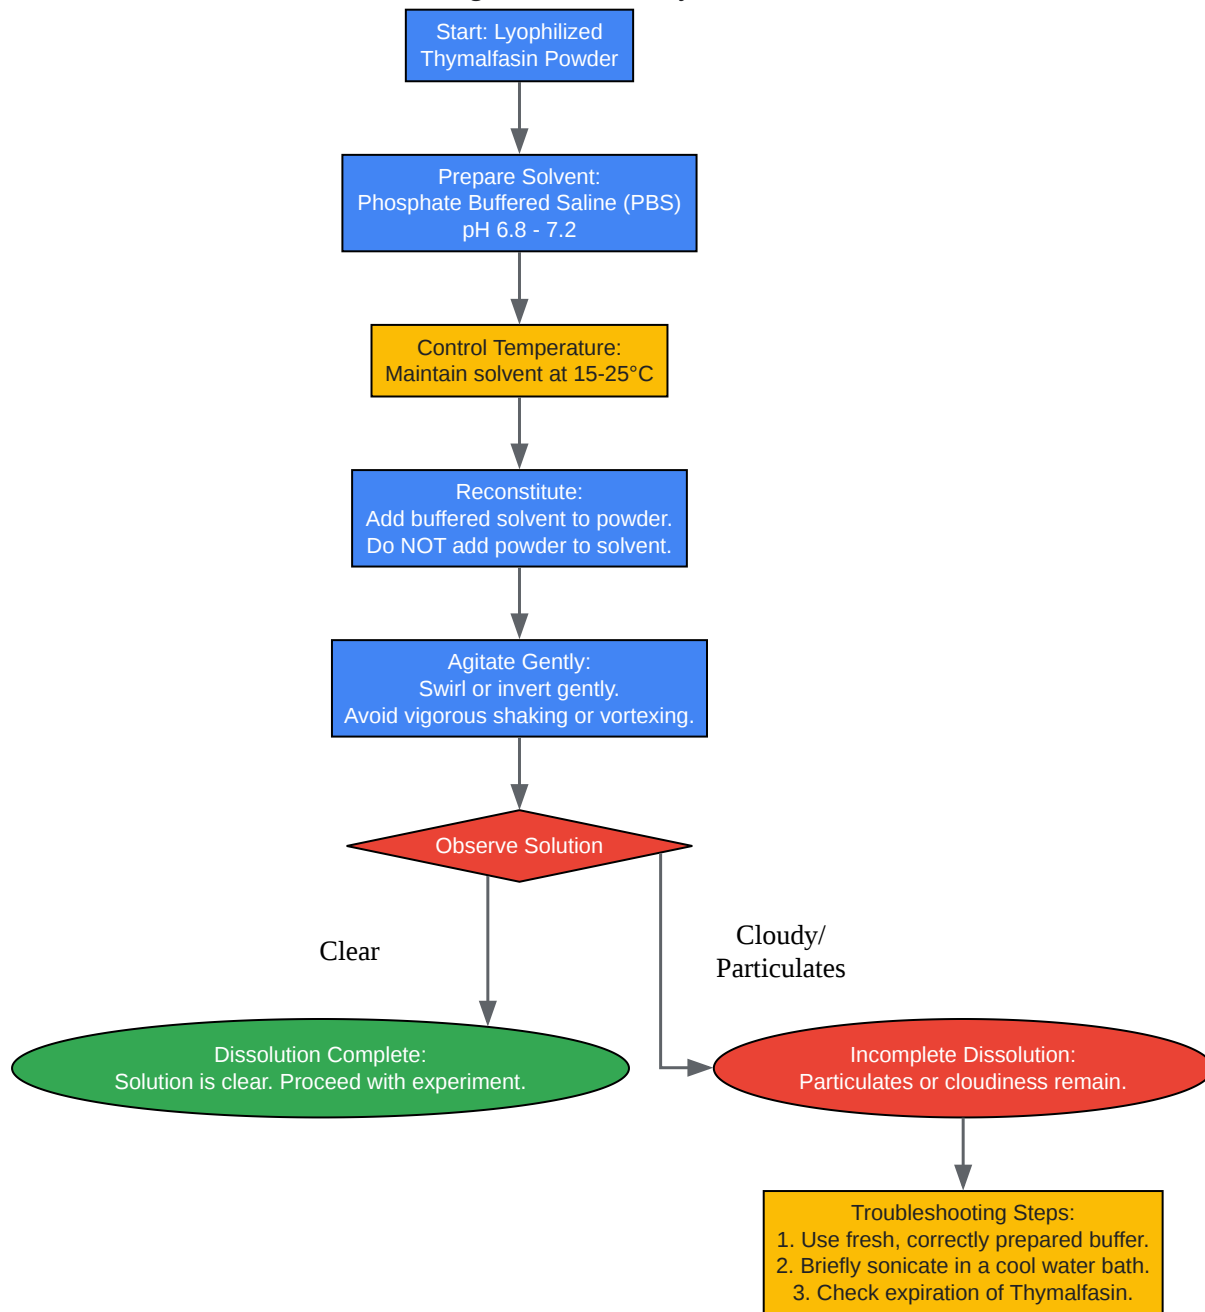 Start: Lyophilized
Thymalfasin Powder
Prepare Solvent:
Phosphate Buffered Saline (PBS)
pH 6.8 - 7.2
Control Temperature:
Maintain solvent at 15-25°C
Reconstitute:
Add buffered solvent to powder.
Do NOT add powder to solvent.
Agitate Gently:
Swirl or invert gently.
Avoid vigorous shaking or vortexing.
Observe Solution
Clear
Cloudy/
Particulates
Dissolution Complete:
Solution is clear. Proceed with experiment.
Incomplete Dissolution:
Particulates or cloudiness remain.
Troubleshooting Steps:
1. Use fresh, correctly prepared buffer.
2. Briefly sonicate in a cool water bath.
3. Check expiration of Thymalfasin.